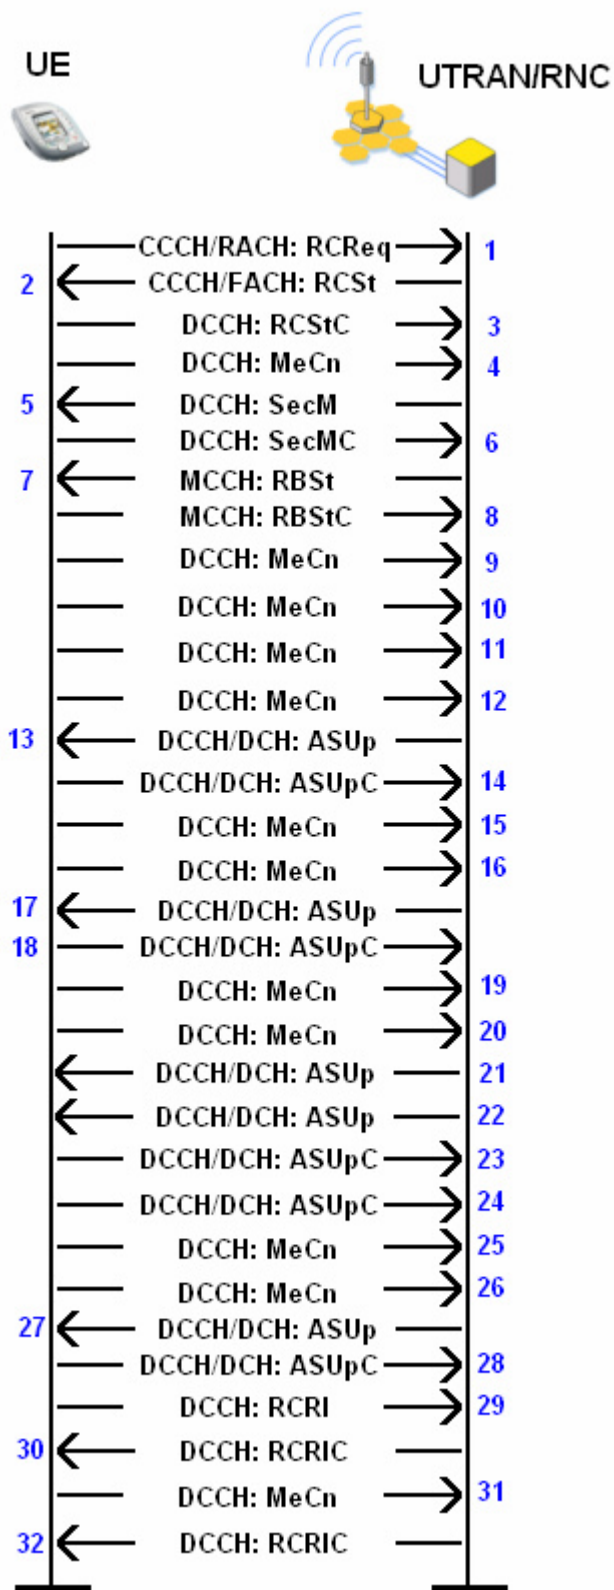 UE
UTRAN/RNC
CCCH/RACH: RCReq 1
2 CCCH/FACH: RCSt
DCCH: RCStC 3
DCCH: MeCn 4
5 DCCH: SecM
DCCH: SecMC 6
7 MCCH: RBSt
MCCH: RBStC 8
DCCH: MeCn 9
DCCH: MeCn 10
DCCH: MeCn 11
DCCH: MeCn 12
13 DCCH/DCH: ASUp
DCCH/DCH: ASUpC 14
DCCH: MeCn 15
DCCH: MeCn 16
17 DCCH/DCH: ASUp
18 DCCH/DCH: ASUpC
DCCH: MeCn 19
DCCH: MeCn 20
DCCH/DCH: ASUp 21
DCCH/DCH: ASUp 22
DCCH/DCH: ASUpC 23
DCCH/DCH: ASUpC 24
DCCH: MeCn 25
DCCH: MeCn 26
27 DCCH/DCH: ASUp
DCCH/DCH: ASUpC 28
DCCH: RCRI 29
30 DCCH: RCRIC
DCCH: MeCn 31
32 DCCH: RCRIC